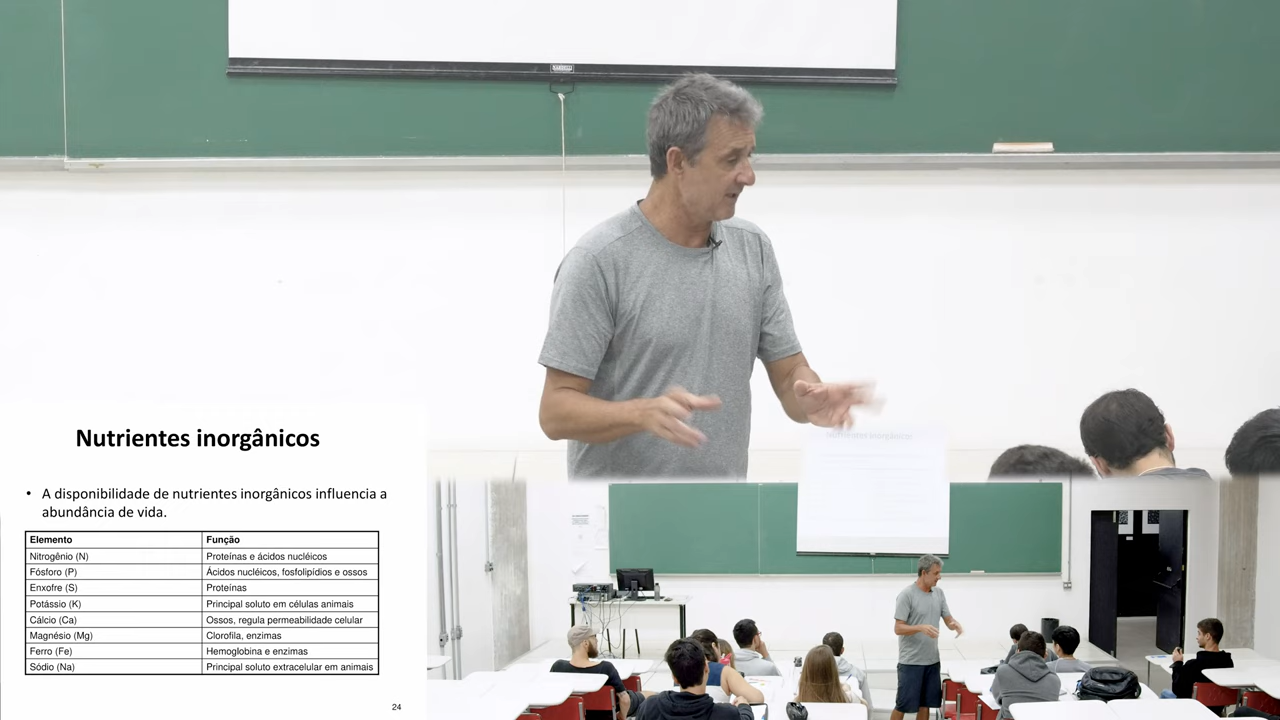 Nutrientes inorgânicos
Nutrientes inorgânicos
• A disponibilidade de nutrientes inorgânicos influencia a
abundância de vida.
Elemento Função
Nitrogênio (N) Proteínas e ácidos nucléicos
Fósforo (P) Ácidos nucléicos, fosfolipídios e ossos
Enxofre (S) Proteínas
Potássio (K) Principal soluto em células animais
Cálcio (Ca) Ossos, regula permeabilidade celular
Magnésio (Mg) Clorofila, enzimas
Ferro (Fe) Hemoglobina e enzimas
Sódio (Na) Principal soluto extracelular em animais
24